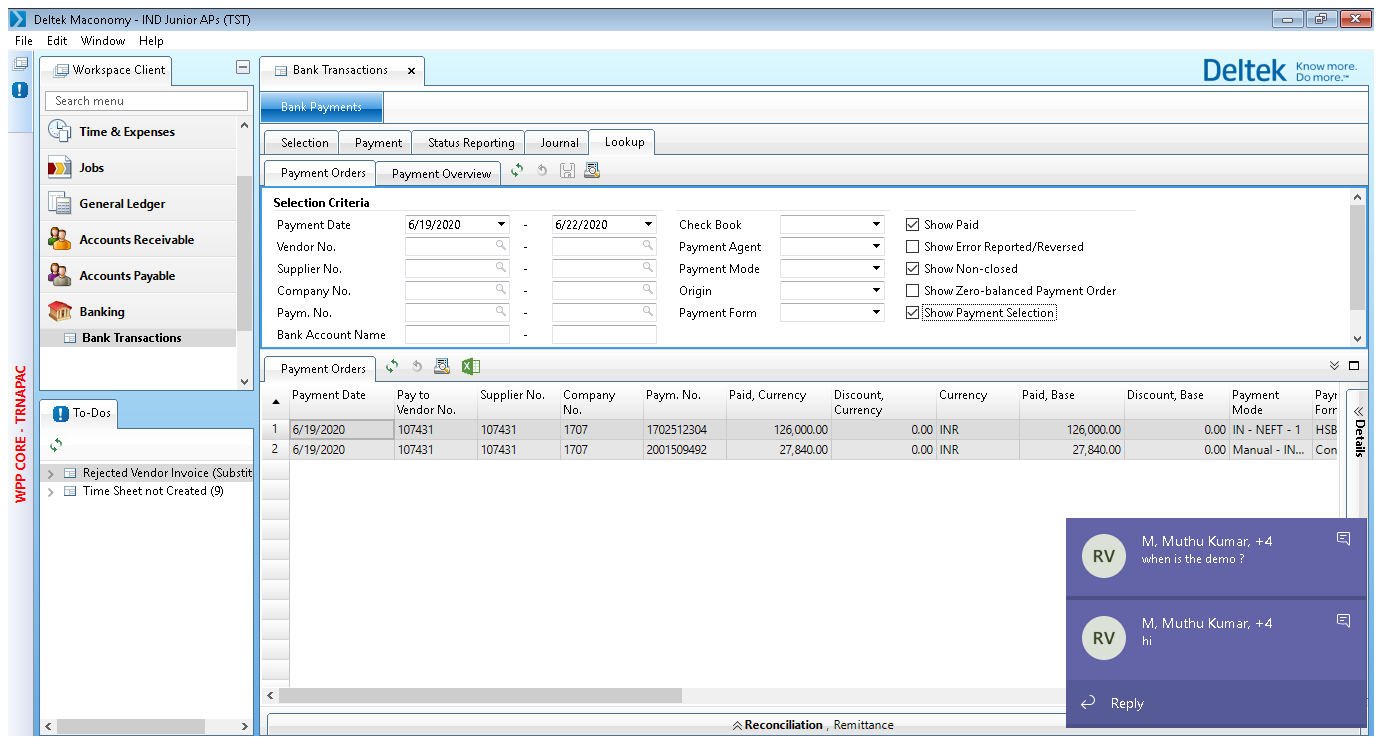 Deltek Maconomy - IND Junior APs (TST)
File Edit Window Help
Workspace Client
Search menu
Time & Expenses
Jobs
General Ledger
Accounts Receivable
Accounts Payable
Banking
Bank Transactions
WPP CORE - TRNAPAC
To-Dos
Rejected Vendor Invoice (Substit
Time Sheet not Created (9)
Bank Transactions
Deltek Know more. Do more.™
Bank Payments
Selection Payment Status Reporting Journal Lookup
Payment Orders Payment Overview
Selection Criteria
Payment Date 6/19/2020 - 6/22/2020 Check Book Show Paid
Vendor No. - Payment Agent Show Error Reported/Reversed
Supplier No. - Payment Mode Show Non-closed
Company No. - Origin Show Zero-balanced Payment Order
Paym. No. - Payment Form Show Payment Selection
Bank Account Name -
Payment Orders
Payment Date Pay to Supplier No. Company Paym. No. Paid, Currency Discount, Currency Paid, Base Discount, Base Payment Payr
Vendor No. No. Currency Mode Forr
1 6/19/2020 107431 107431 1707 1702512304 126,000.00 0.00 INR 126,000.00 0.00 IN - NEFT - 1 HSB
2 6/19/2020 107431 107431 1707 2001509492 27,840.00 0.00 INR 27,840.00 0.00 Manual - IN... Con
Details
RV M, Muthu Kumar, +4
when is the demo ?
RV M, Muthu Kumar, +4
hi
Reply
Reconciliation , Remittance